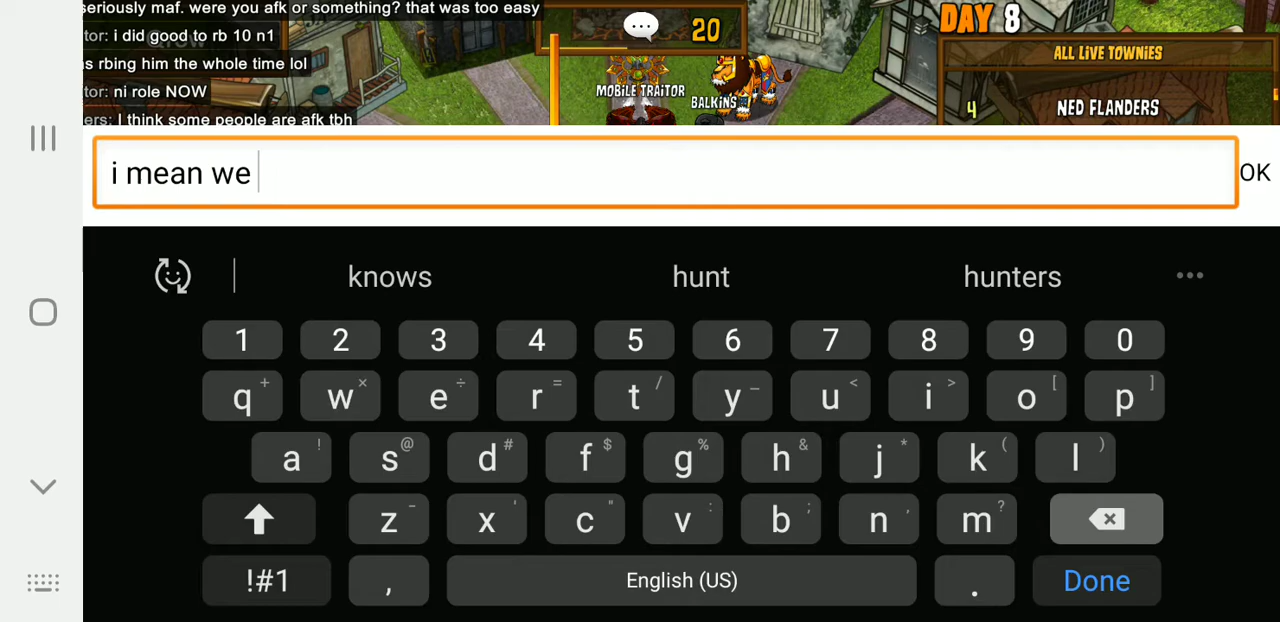 seriously maf. were you afk or something? that was too easy
tor: i did good to rb 10 n1
s rbing him the whole time lol
tor: ni role NOW
ers: I think some people are afk tbh
20
MOBILE TRAITOR
BALKINS
DAY 8
ALL LIVE TOWNIES
4 NED FLANDERS
i mean we
OK
knows hunt hunters
1 2 3 4 5 6 7 8 9 0
q + w × e ÷ r = t / y _ u < i > o [ p ]
a ! s @ d # f $ g % h & j * k ( l )
z - x ' c " v : b ; n , m ?
!#1 , English (US) . Done